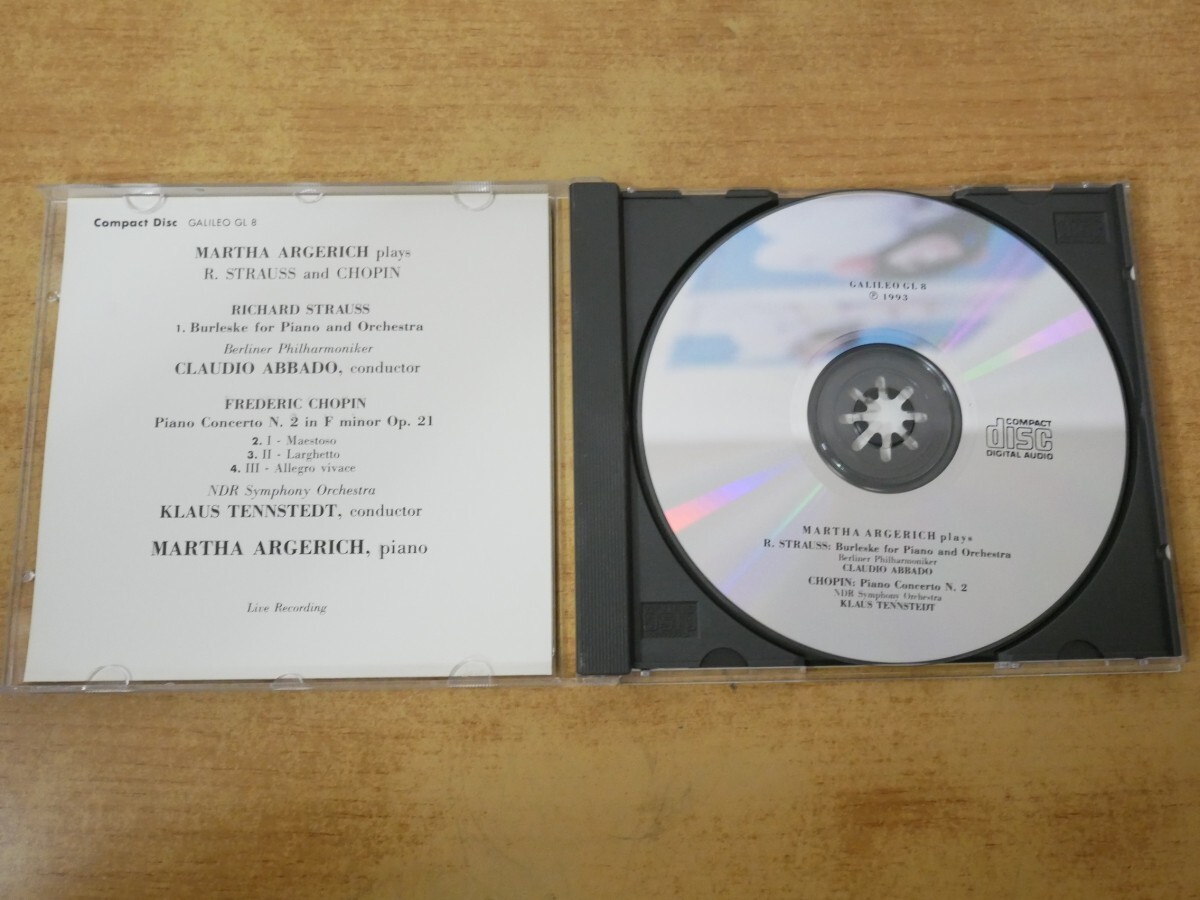 Compact Disc GALILEO GL 8
MARTHA ARGERICH plays
R. STRAUSS and CHOPIN
RICHARD STRAUSS
1. Burleske for Piano and Orchestra
Berliner Philharmoniker
CLAUDIO ABBADO, conductor
FREDERIC CHOPIN
Piano Concerto N. 2 in F minor Op. 21
2. I - Maestoso
3. II - Larghetto
4. III - Allegro vivace
NDR Symphony Orchestra
KLAUS TENNSTEDT, conductor
MARTHA ARGERICH, piano
Live Recording
GALILEO GL 8
℗ 1993
COMPACT
disc
DIGITAL AUDIO
MARTHA ARGERICH plays
R. STRAUSS: Burleske for Piano and Orchestra
Berliner Philharmoniker
CLAUDIO ABBADO
CHOPIN: Piano Concerto N. 2
NDR Symphony Orchestra
KLAUS TENNSTEDT